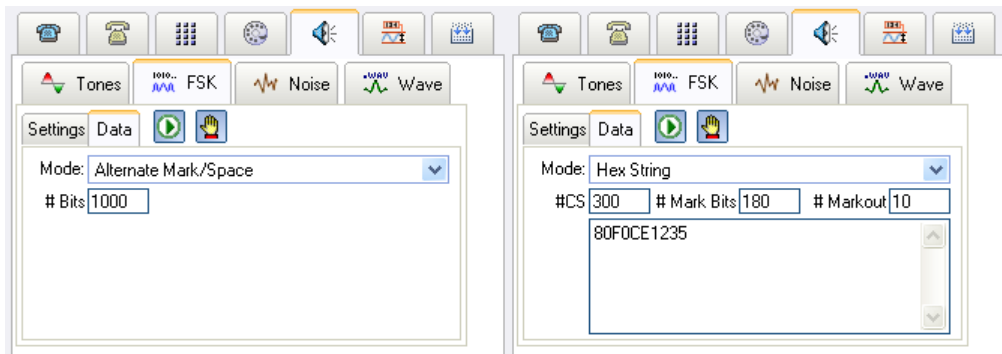 Tones FSK Noise Wave
Settings Data
Mode: Alternate Mark/Space
# Bits 1000
Tones FSK Noise Wave
Settings Data
Mode: Hex String
#CS 300 # Mark Bits 180 # Markout 10
80F0CE1235